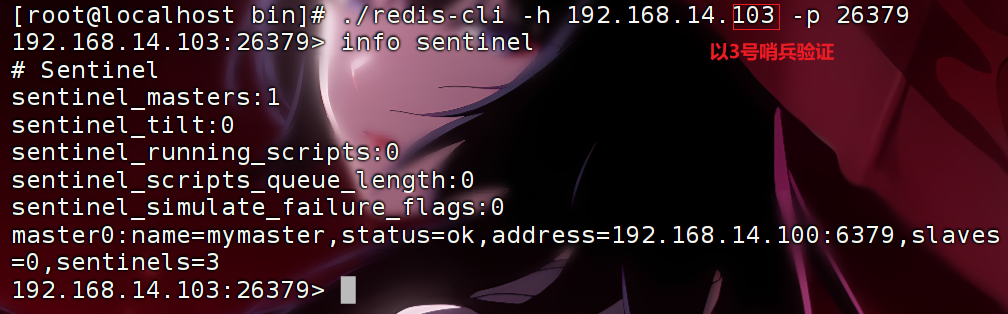 [root@localhost bin]# ./redis-cli -h 192.168.14.103 -p 26379
192.168.14.103:26379> info sentinel
以3号哨兵验证
# Sentinel
sentinel_masters:1
sentinel_tilt:0
sentinel_running_scripts:0
sentinel_scripts_queue_length:0
sentinel_simulate_failure_flags:0
master0:name=mymaster,status=ok,address=192.168.14.100:6379,slaves
=0,sentinels=3
192.168.14.103:26379>